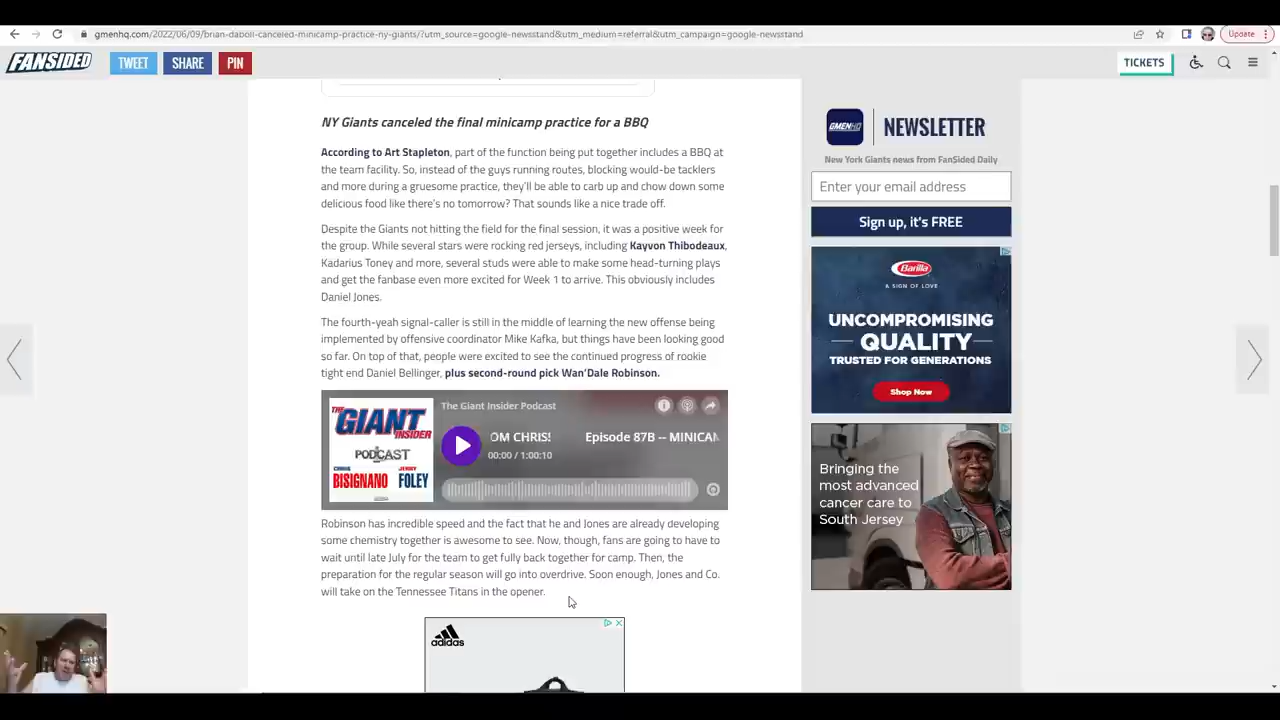 gmenhq.com/2022/06/09/brian-daboll-canceled-minicamp-practice-ny-giants/?utm_source=google-newsstand&utm_medium=referral&utm_campaign=google-newsstand
Update
FANSIDED
TWEET
SHARE
PIN
TICKETS
NY Giants canceled the final minicamp practice for a BBQ
According to Art Stapleton, part of the function being put together includes a BBQ at
the team facility. So, instead of the guys running routes, blocking would-be tacklers
and more during a gruesome practice, they'll be able to carb up and chow down some
delicious food like there's no tomorrow? That sounds like a nice trade off.
Despite the Giants not hitting the field for the final session, it was a positive week for
the group. While several stars were rocking red jerseys, including Kayvon Thibodeaux,
Kadarius Toney and more, several studs were able to make some head-turning plays
and get the fanbase even more excited for Week 1 to arrive. This obviously includes
Daniel Jones.
The fourth-yeah signal-caller is still in the middle of learning the new offense being
implemented by offensive coordinator Mike Kafka, but things have been looking good
so far. On top of that, people were excited to see the continued progress of rookie
tight end Daniel Bellinger, plus second-round pick Wan'Dale Robinson.
THE
GIANT
INSIDER
PODCAST
CHRIS
BISIGNANO
JERSEY
FOLEY
The Giant Insider Podcast
OM CHRIS! Episode 87B -- MINICAM
00:00 / 1:00:10
Robinson has incredible speed and the fact that he and Jones are already developing
some chemistry together is awesome to see. Now, though, fans are going to have to
wait until late July for the team to get fully back together for camp. Then, the
preparation for the regular season will go into overdrive. Soon enough, Jones and Co.
will take on the Tennessee Titans in the opener.
adidas
GMENHQ
NEWSLETTER
New York Giants news from FanSided Daily
Enter your email address
Sign up, it's FREE
Barilla
A SIGN OF LOVE
UNCOMPROMISING
QUALITY
TRUSTED FOR GENERATIONS
Shop Now
Bringing the
most advanced
cancer care to
South Jersey